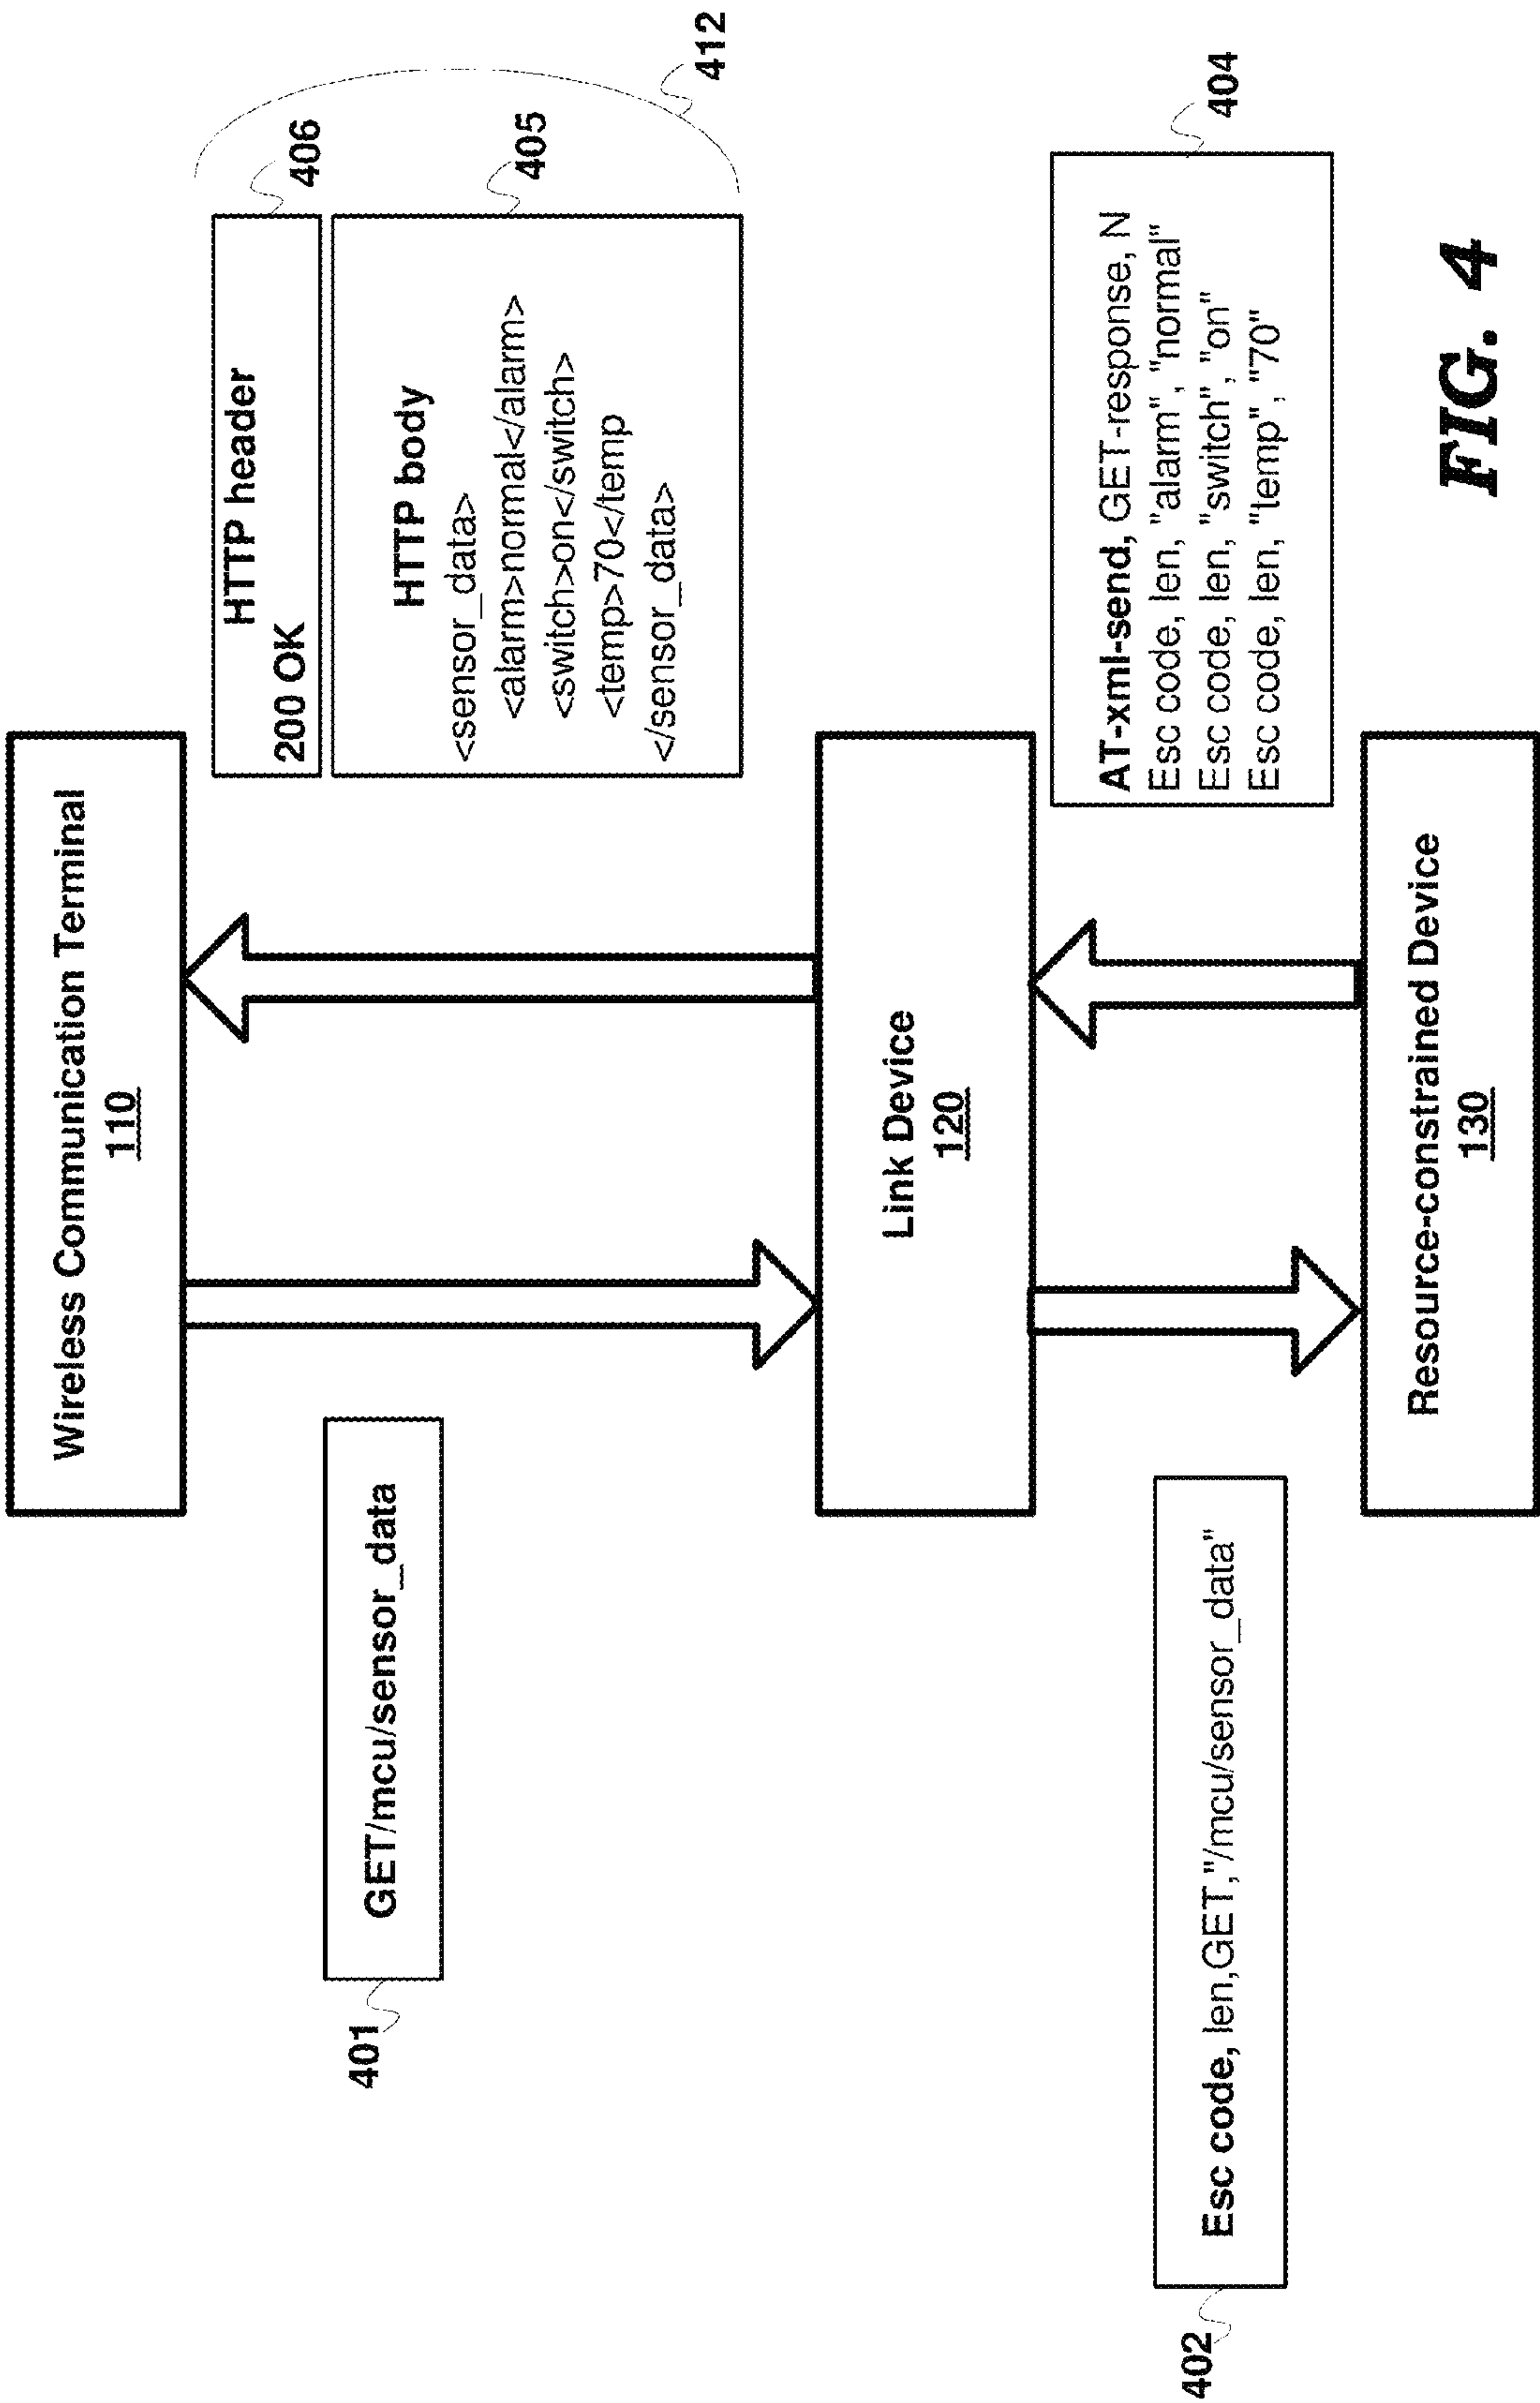 Wireless Communication Terminal
110
401
GET/mcu/sensor_data
HTTP header
200 OK
406
HTTP body
<sensor_data>
<alarm>normal</alarm>
<switch>on</switch>
<temp>70</temp
</sensor_data>
405
412
Link Device
120
402
Esc code, len,GET,"/mcu/sensor_data"
AT-xml-send, GET-response, N
Esc code, len, "alarm", "normal"
Esc code, len, "switch", "on"
Esc code, len, "temp", "70"
404
Resource-constrained Device
130
FIG. 4